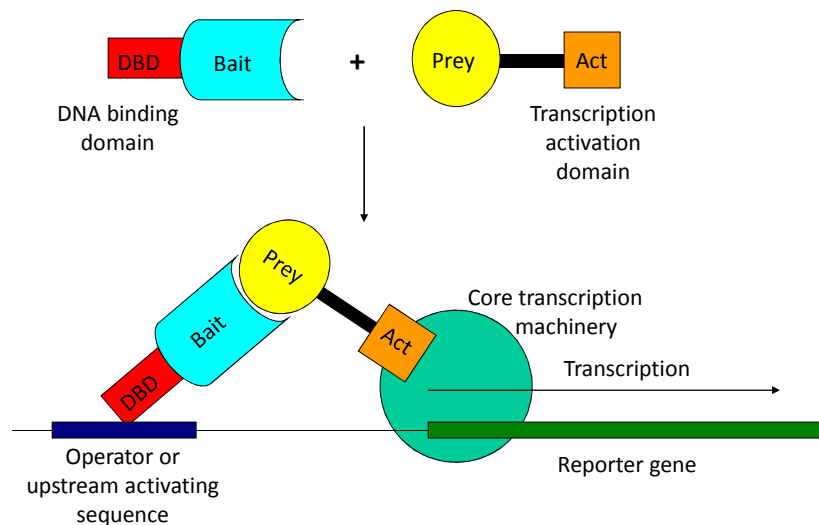 DBD
Bait
+
Prey
Act
DNA binding
domain
Transcription
activation
domain
Prey
Bait
DBD
Act
Core transcription
machinery
Transcription
Operator or
upstream activating
sequence
Reporter gene